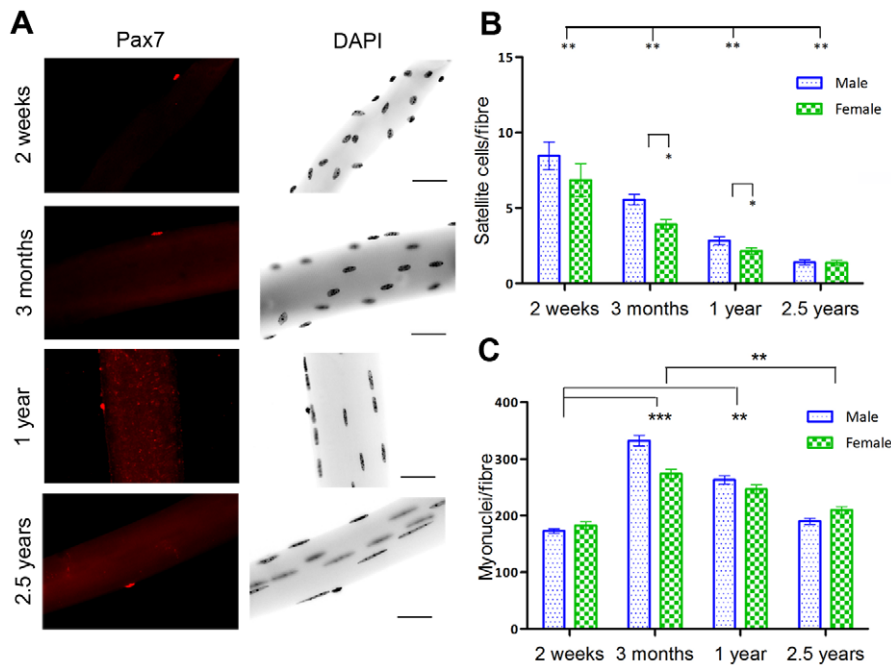 A
Pax7
DAPI
2 weeks
3 months
1 year
2.5 years
B
** ** ** **
15
10
5
0
Satellite cells/fibre
Male
Female
*
*
2 weeks 3 months 1 year 2.5 years
C
**
*** **
400
300
200
100
0
Myonuclei/fibre
Male
Female
2 weeks 3 months 1 year 2.5 years